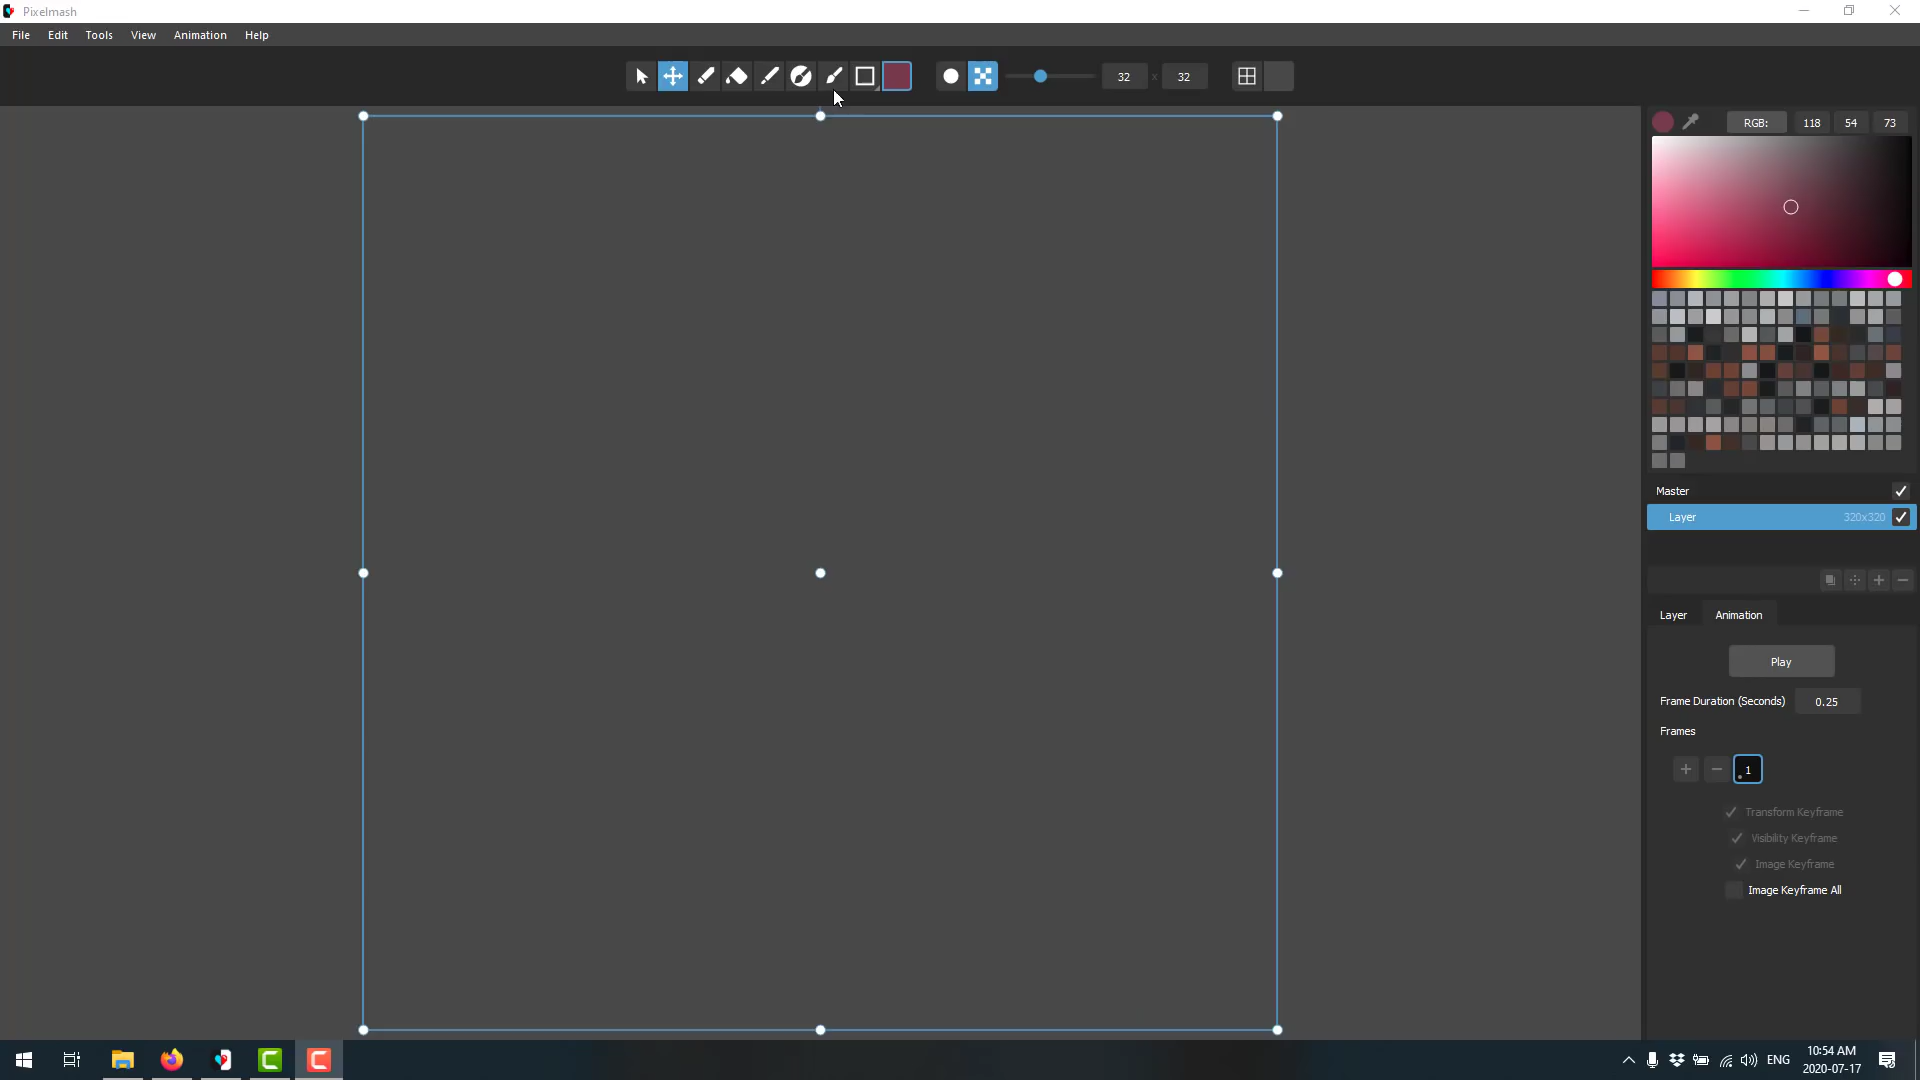 Pixelmash
File Edit Tools View Animation Help
32 x 32
RGB: 118 54 73
Master
Layer 320x320
Layer Animation
Play
Frame Duration (Seconds) 0.25
Frames
+ − 1
Transform Keyframe
Visibility Keyframe
Image Keyframe
Image Keyframe All
ENG
10:54 AM
2020-07-17